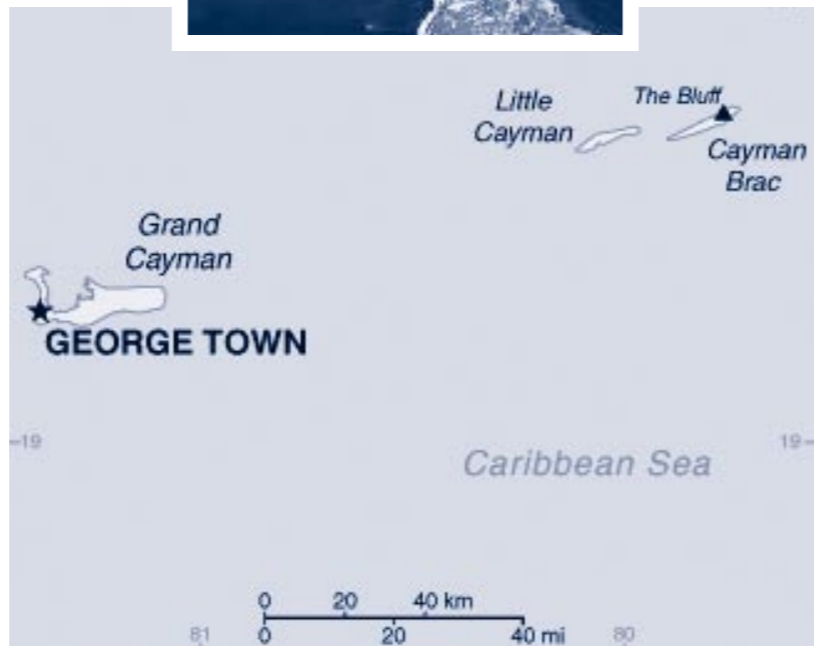 Little
Cayman
The Bluff
Cayman
Brac
Grand
Cayman
GEORGE TOWN
19
19
Caribbean Sea
0 20 40 km
81 0 20 40 mi 80